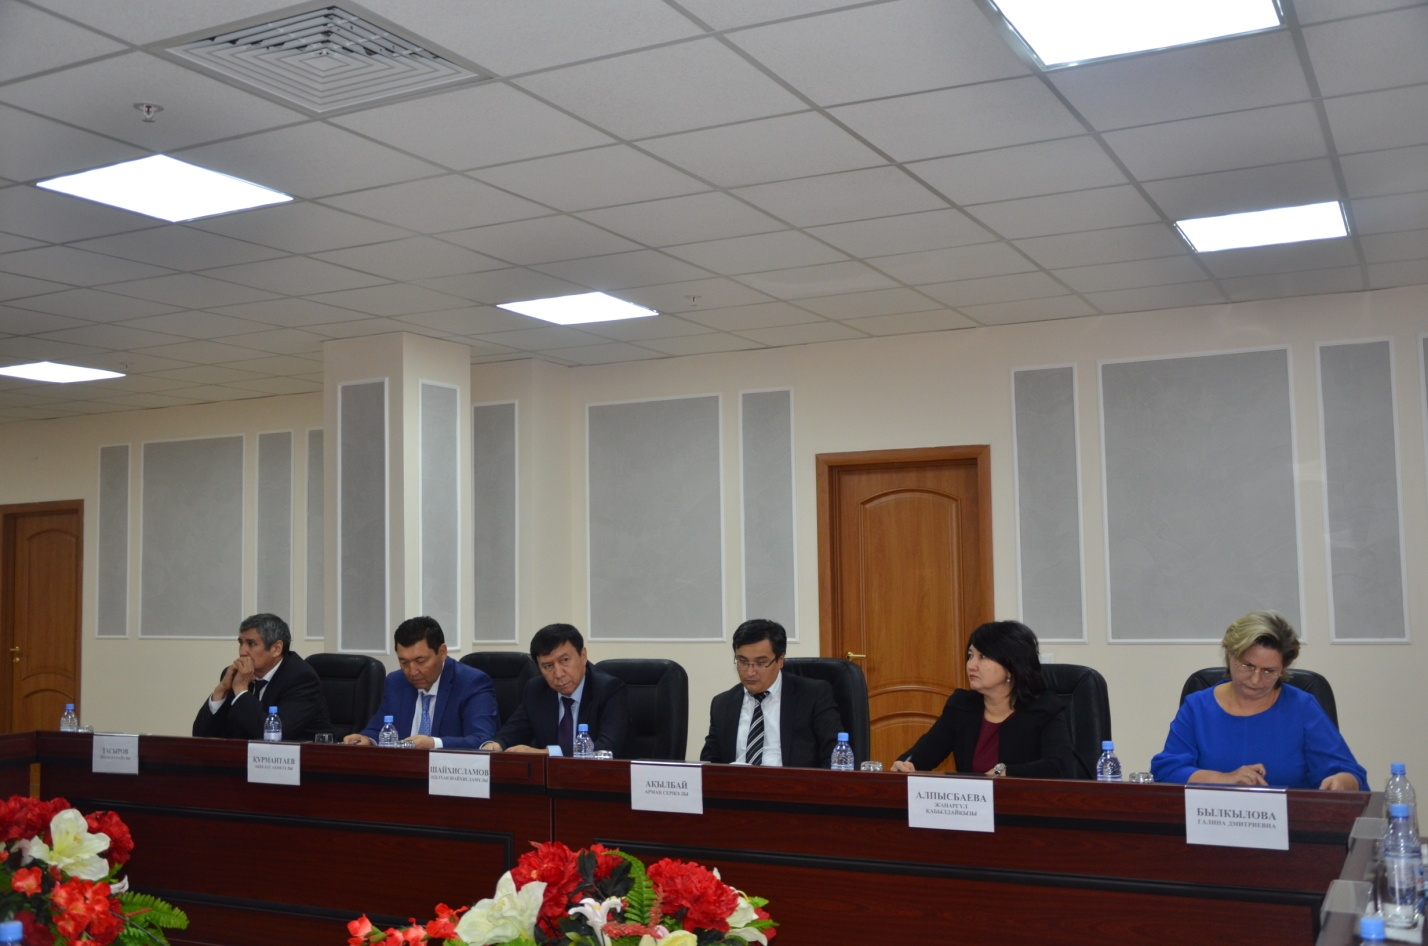 ТАСЫРОВ
КУРМАНТАЕВ
ШАЙХИСЛАМОВ
АКЫЛБАЙ
АРМАН СЕРІКҰЛЫ
АЛПЫСБАЕВА
ЖАНАРГҮЛ
ҚАБЫЛДАЙҚЫЗЫ
БЫЛКЫЛОВА
ГАЛИНА ДМИТРИЕВНА